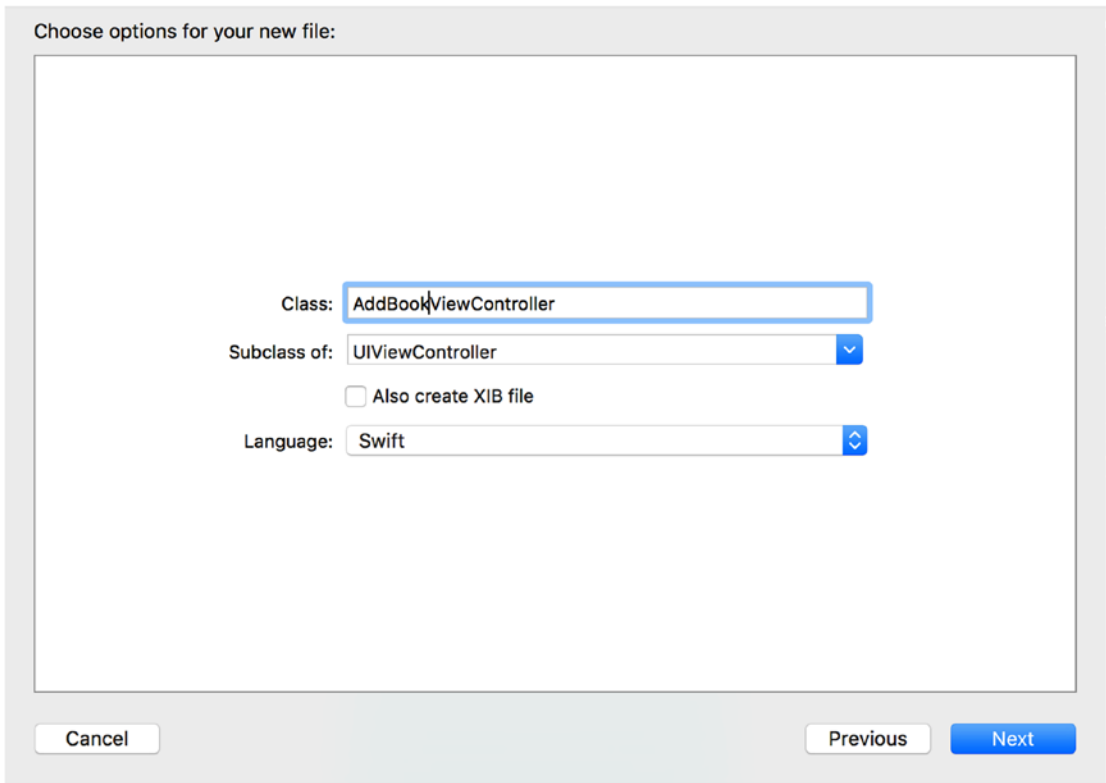 Choose options for your new file:
Class: AddBookViewController
Subclass of: UIViewController
Also create XIB file
Language: Swift
Cancel Previous Next